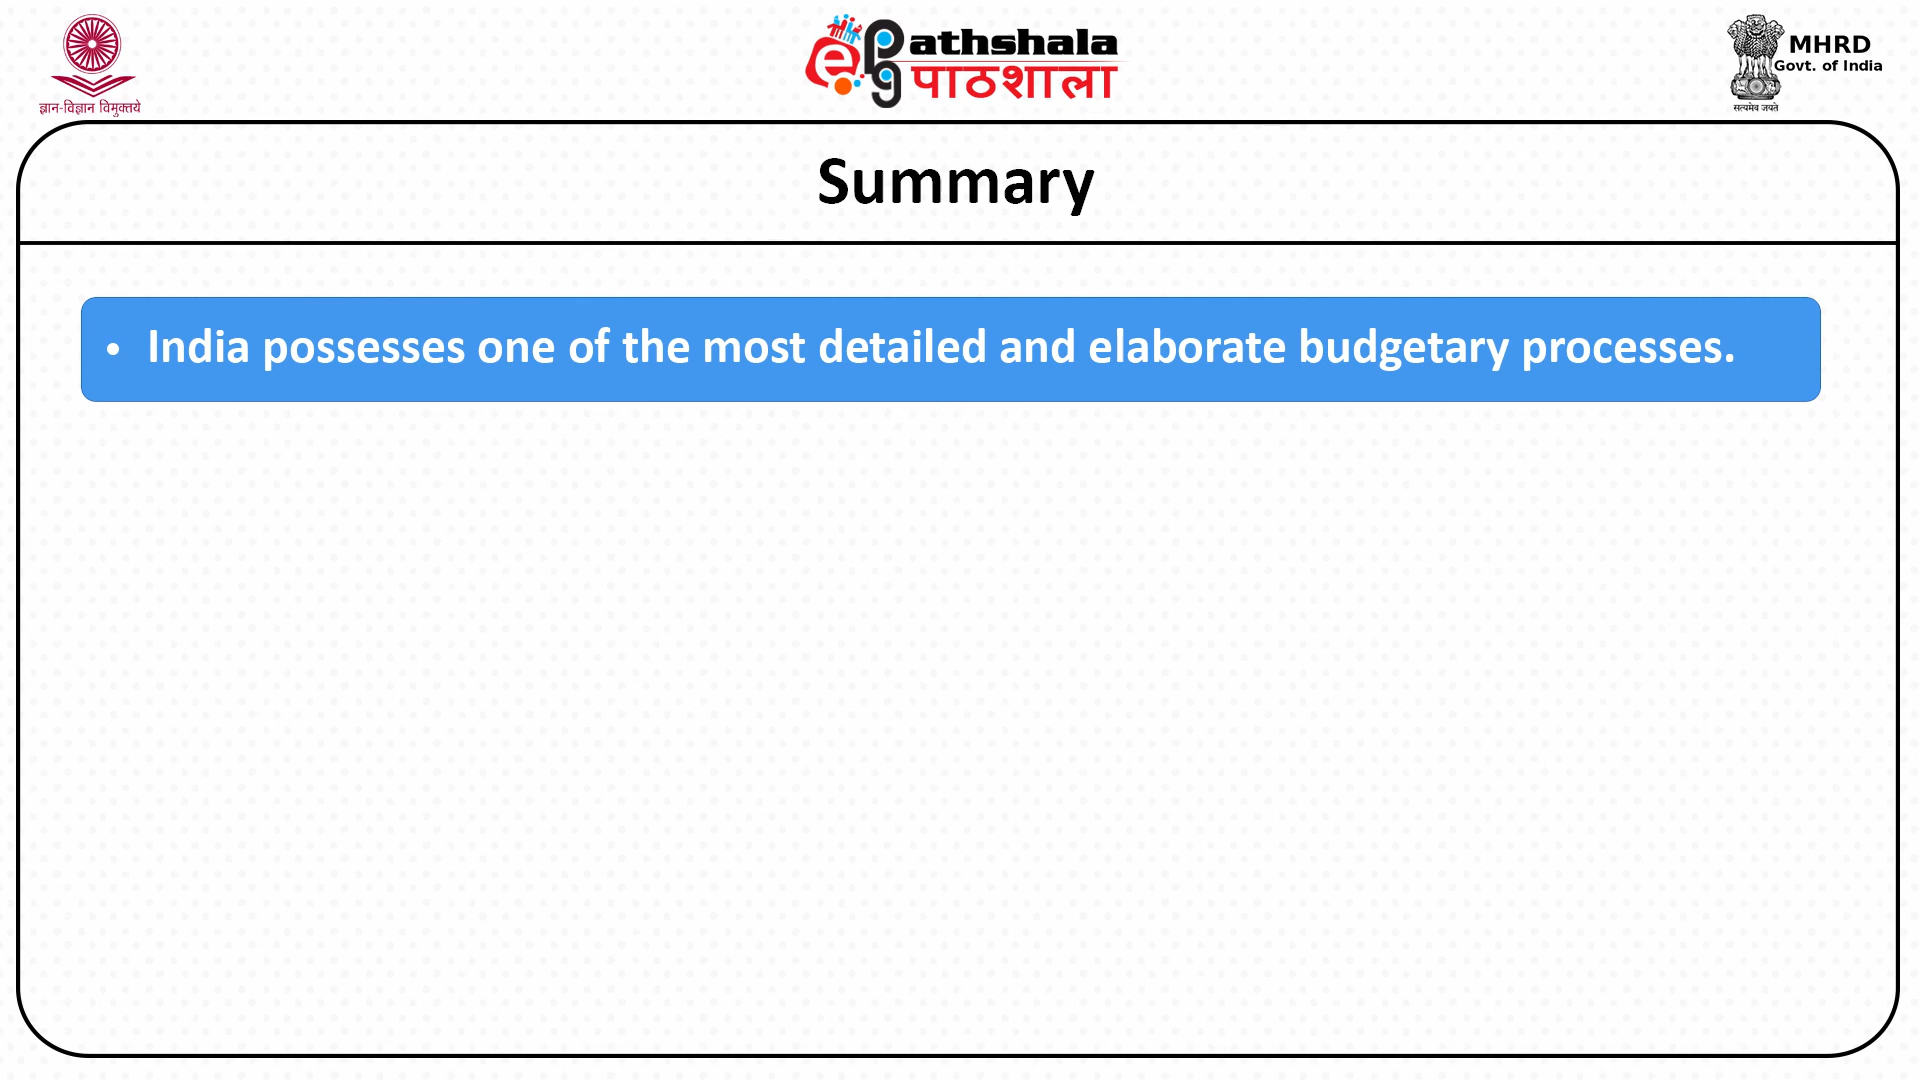 ज्ञान-विज्ञान विमुक्तये
e
pg
athshala
पाठशाला
MHRD
Govt. of India
सत्यमेव जयते
Summary
• India possesses one of the most detailed and elaborate budgetary processes.